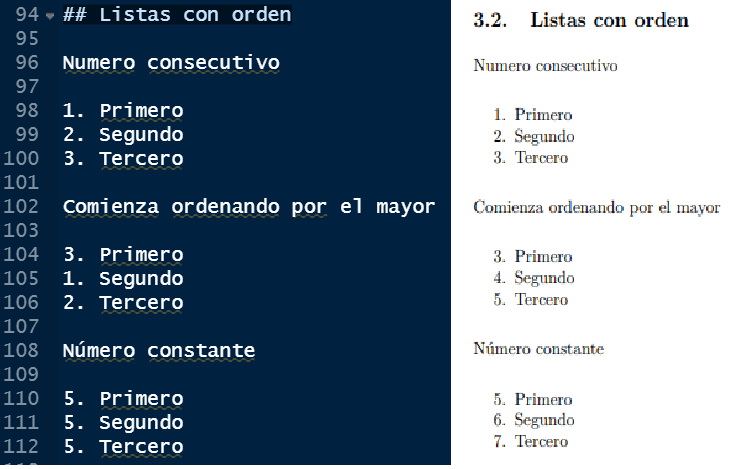 94 ## Listas con orden
95
96 Numero consecutivo
97
98 1. Primero
99 2. Segundo
100 3. Tercero
101
102 Comienza ordenando por el mayor
103
104 3. Primero
105 1. Segundo
106 2. Tercero
107
108 Número constante
109
110 5. Primero
111 5. Segundo
112 5. Tercero
3.2. Listas con orden
Numero consecutivo
1. Primero
2. Segundo
3. Tercero
Comienza ordenando por el mayor
3. Primero
4. Segundo
5. Tercero
Número constante
5. Primero
6. Segundo
7. Tercero